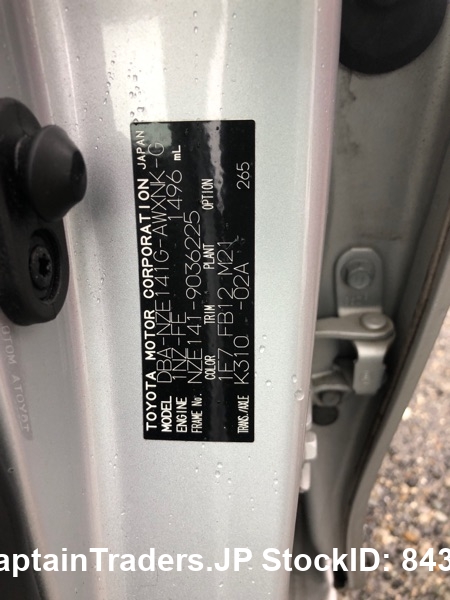 TOYOTA MOTOR CORPORATION JAPAN
MODEL DBA-NZE141G-AWXNK-G
ENGINE 1NZ-FE 1496 mL
FRAME No. NZE141-9036225
COLOR TRIM PLANT OPTION
1E7 FB12 M21 265
TRANS./AXLE K310 -02A
aptainTraders.JP StockID: 843